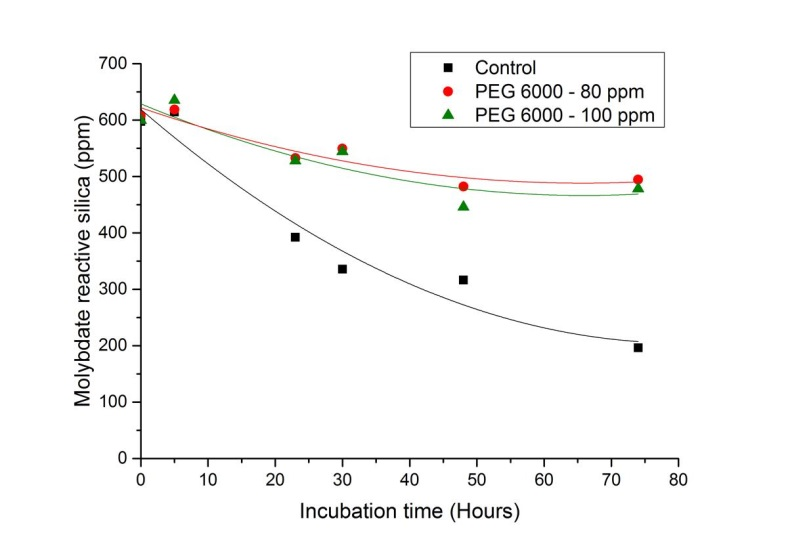 Control
PEG 6000 - 80 ppm
PEG 6000 - 100 ppm
Molybdate reactive silica (ppm)
700
600
500
400
300
200
100
0
0 10 20 30 40 50 60 70 80
Incubation time (Hours)